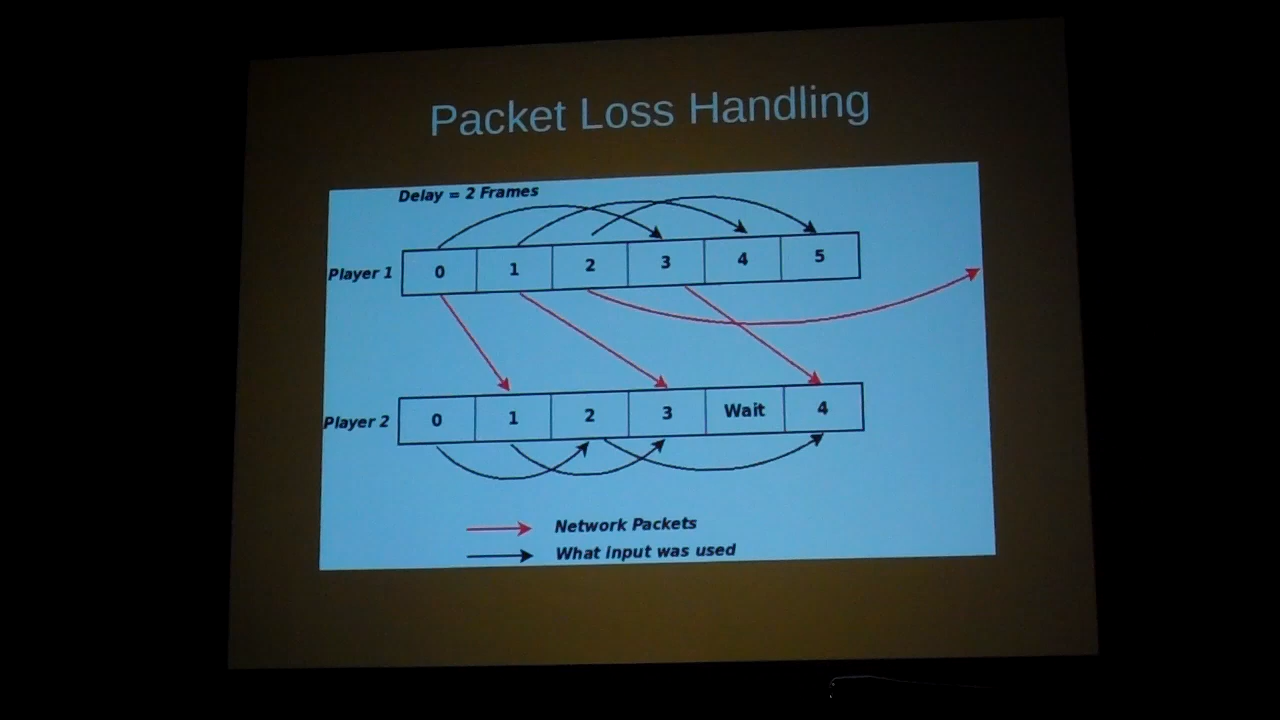 Packet Loss Handling
Delay = 2 Frames
Player 1
0 1 2 3 4 5
Player 2
0 1 2 3 Wait 4
Network Packets
What input was used